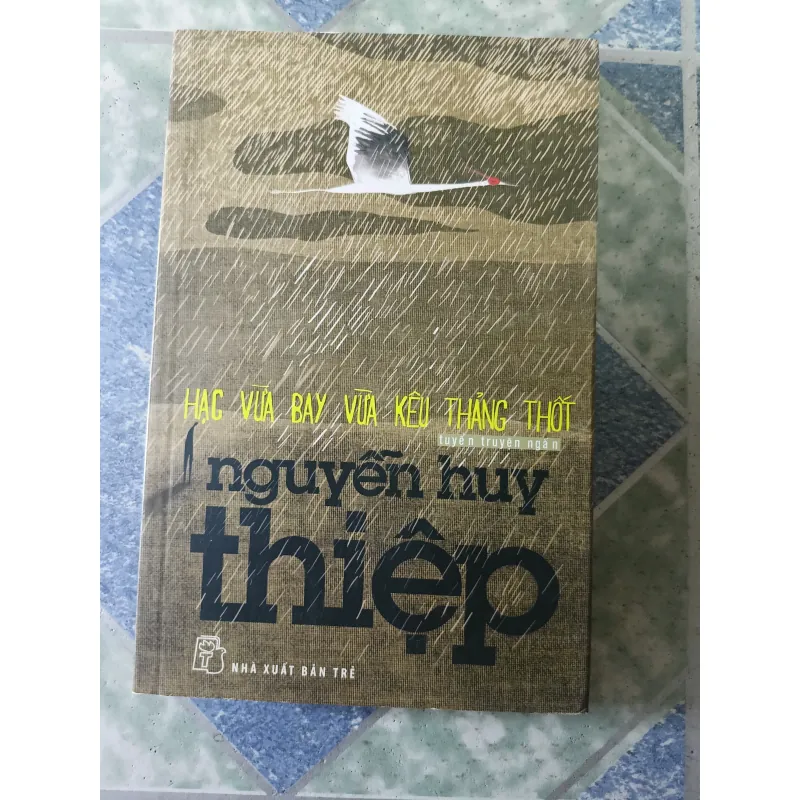 HẠC VỪA BAY VỪA KÊU THẢNG THỐT
tuyển truyện ngắn
nguyễn huy
thiệp
NHÀ XUẤT BẢN TRẺ